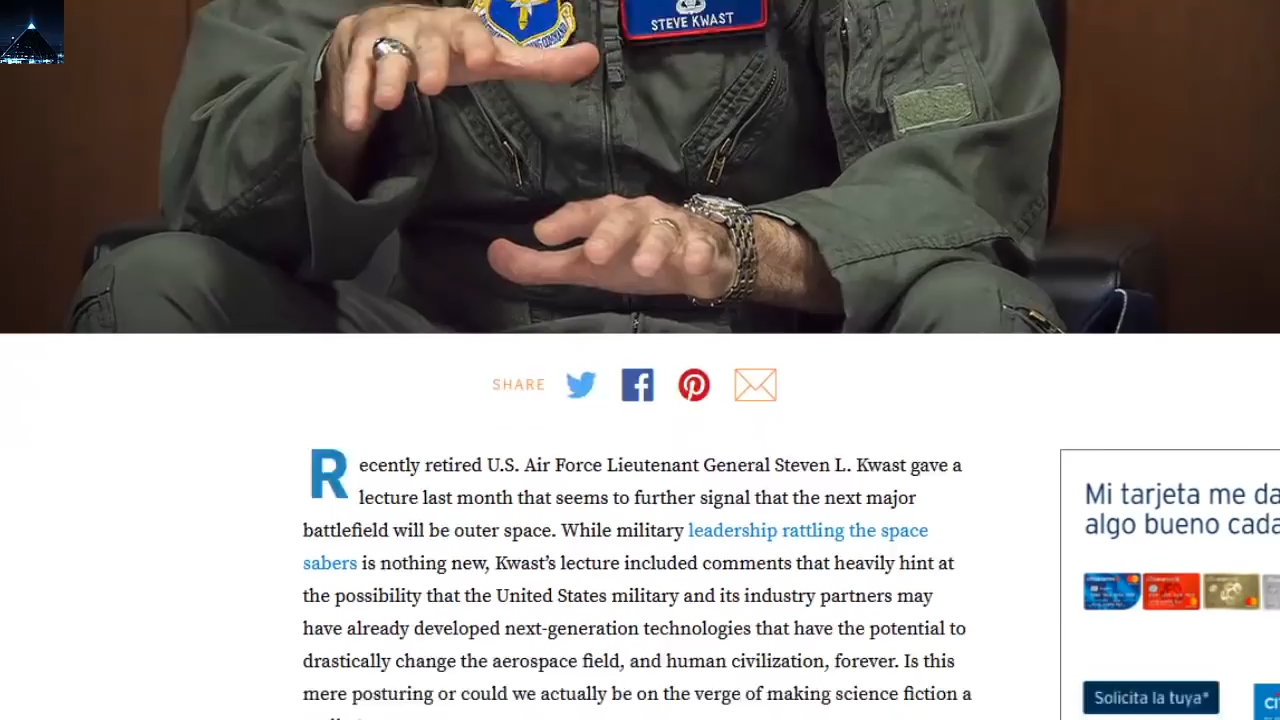 STEVE KWAST
SHARE
Recently retired U.S. Air Force Lieutenant General Steven L. Kwast gave a
lecture last month that seems to further signal that the next major
battlefield will be outer space. While military leadership rattling the space
sabers is nothing new, Kwast’s lecture included comments that heavily hint at
the possibility that the United States military and its industry partners may
have already developed next-generation technologies that have the potential to
drastically change the aerospace field, and human civilization, forever. Is this
mere posturing or could we actually be on the verge of making science fiction a
Mi tarjeta me da
algo bueno cada
Solicita la tuya*